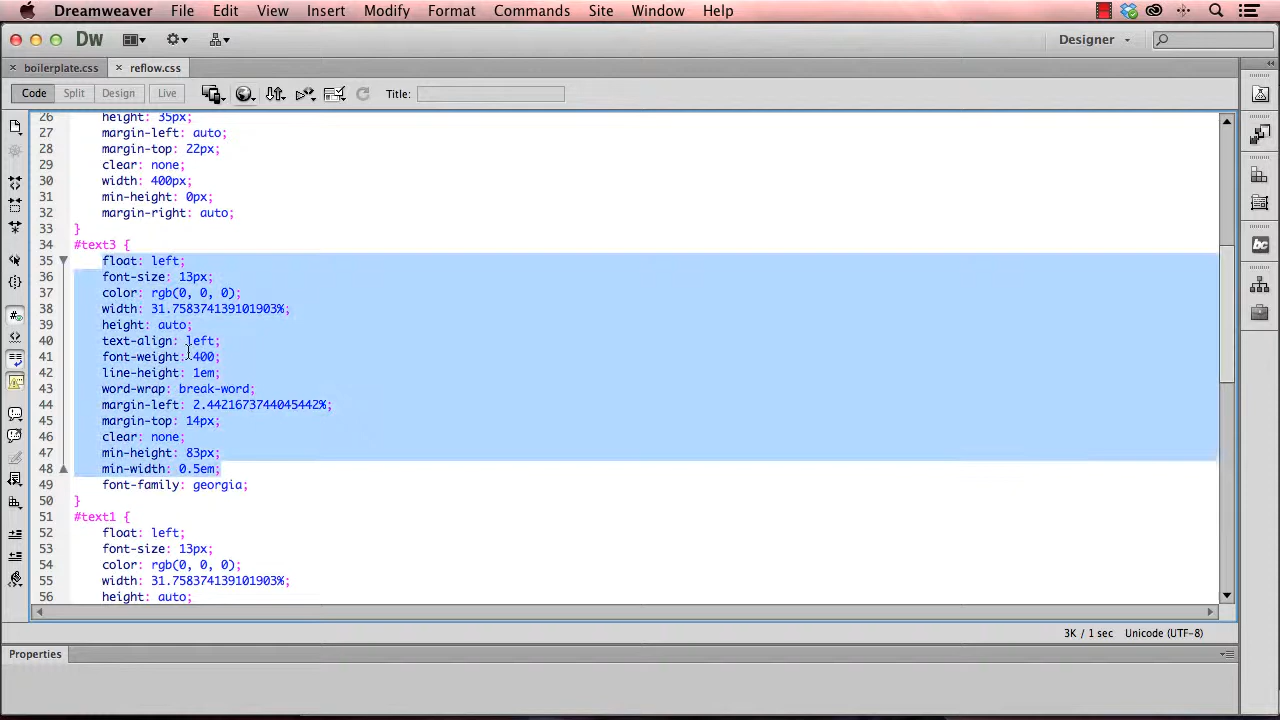 Dreamweaver File Edit View Insert Modify Format Commands Site Window Help
Dw Designer
× boilerplate.css × reflow.css
Code Split Design Live Title:
26 height: 35px;
27 margin-left: auto;
28 margin-top: 22px;
29 clear: none;
30 width: 400px;
31 min-height: 0px;
32 margin-right: auto;
33 }
34 #text3 {
35 float: left;
36 font-size: 13px;
37 color: rgb(0, 0, 0);
38 width: 31.758374139101903%;
39 height: auto;
40 text-align: left;
41 font-weight: 400;
42 line-height: 1em;
43 word-wrap: break-word;
44 margin-left: 2.4421673744045442%;
45 margin-top: 14px;
46 clear: none;
47 min-height: 83px;
48 min-width: 0.5em;
49 font-family: georgia;
50 }
51 #text1 {
52 float: left;
53 font-size: 13px;
54 color: rgb(0, 0, 0);
55 width: 31.758374139101903%;
56 height: auto;
bc
3K / 1 sec Unicode (UTF-8)
Properties